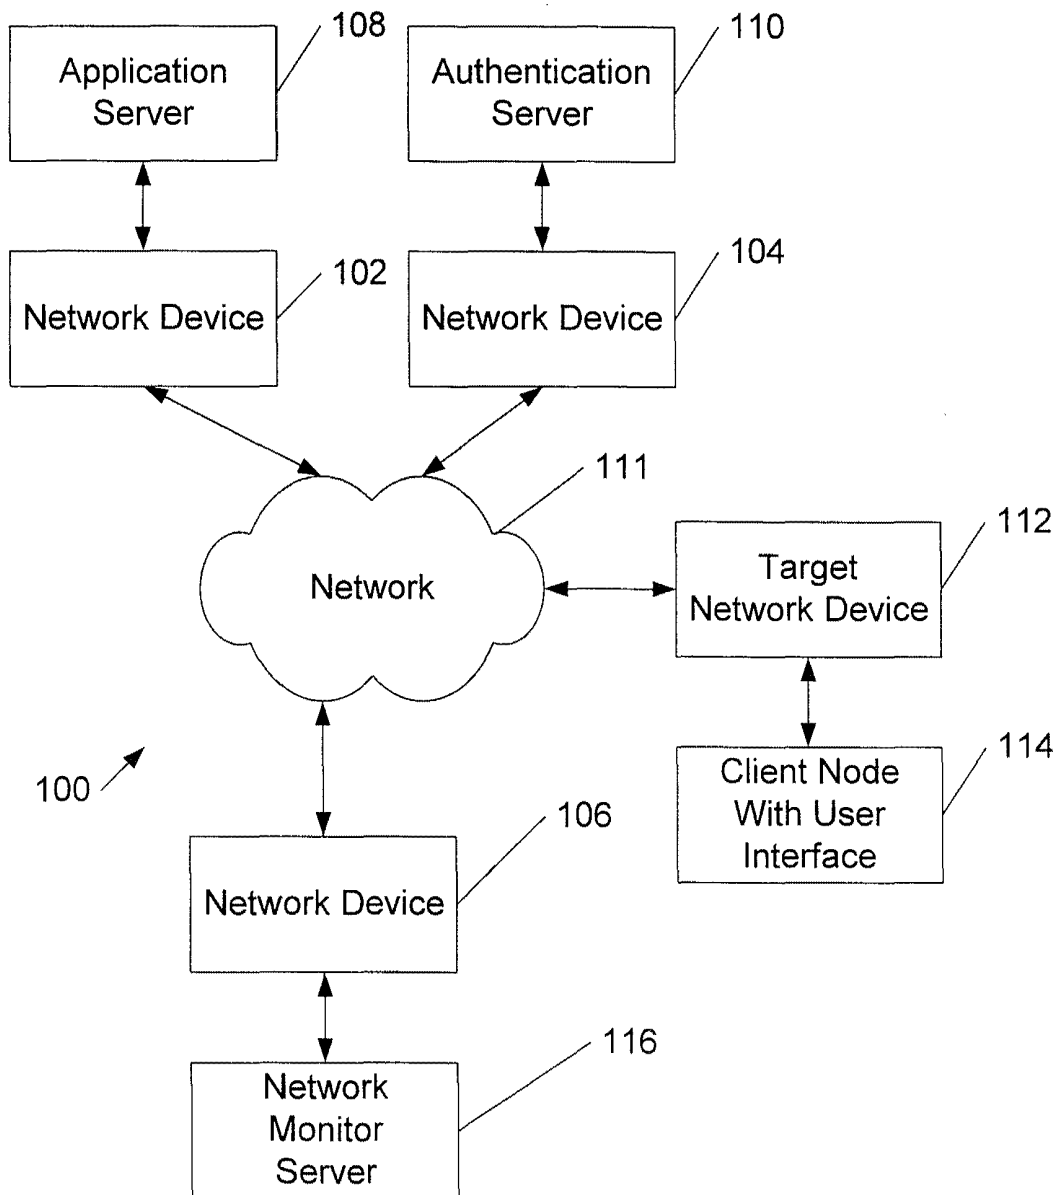 108
110
Application
Server
Authentication
Server
102
104
Network Device
Network Device
111
112
Network
Target
Network Device
100
114
Client Node
With User
Interface
106
Network Device
116
Network
Monitor
Server